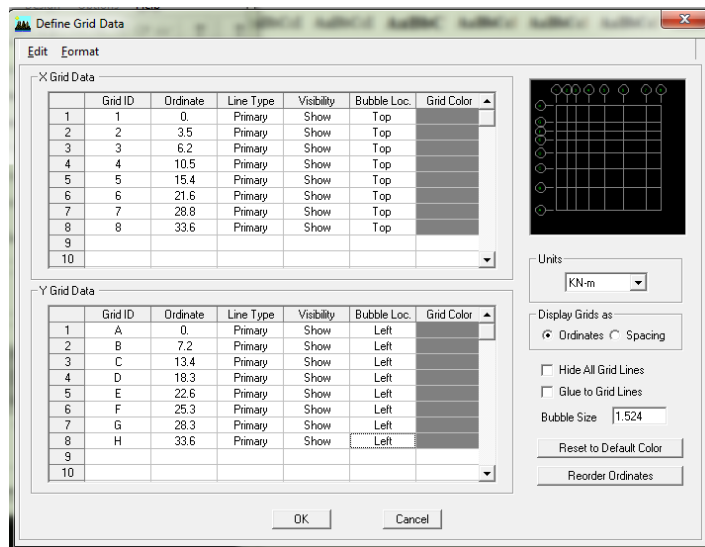 Define Grid Data
Edit Format
X Grid Data
Grid ID Ordinate Line Type Visibility Bubble Loc. Grid Color
1 1 0. Primary Show Top
2 2 3.5 Primary Show Top
3 3 6.2 Primary Show Top
4 4 10.5 Primary Show Top
5 5 15.4 Primary Show Top
6 6 21.6 Primary Show Top
7 7 28.8 Primary Show Top
8 8 33.6 Primary Show Top
9
10
Units
KN-m
Y Grid Data
Grid ID Ordinate Line Type Visibility Bubble Loc. Grid Color
1 A 0. Primary Show Left
2 B 7.2 Primary Show Left
3 C 13.4 Primary Show Left
4 D 18.3 Primary Show Left
5 E 22.6 Primary Show Left
6 F 25.3 Primary Show Left
7 G 28.3 Primary Show Left
8 H 33.6 Primary Show Left
9
10
Display Grids as
Ordinates Spacing
Hide All Grid Lines
Glue to Grid Lines
Bubble Size 1.524
Reset to Default Color
Reorder Ordinates
OK Cancel